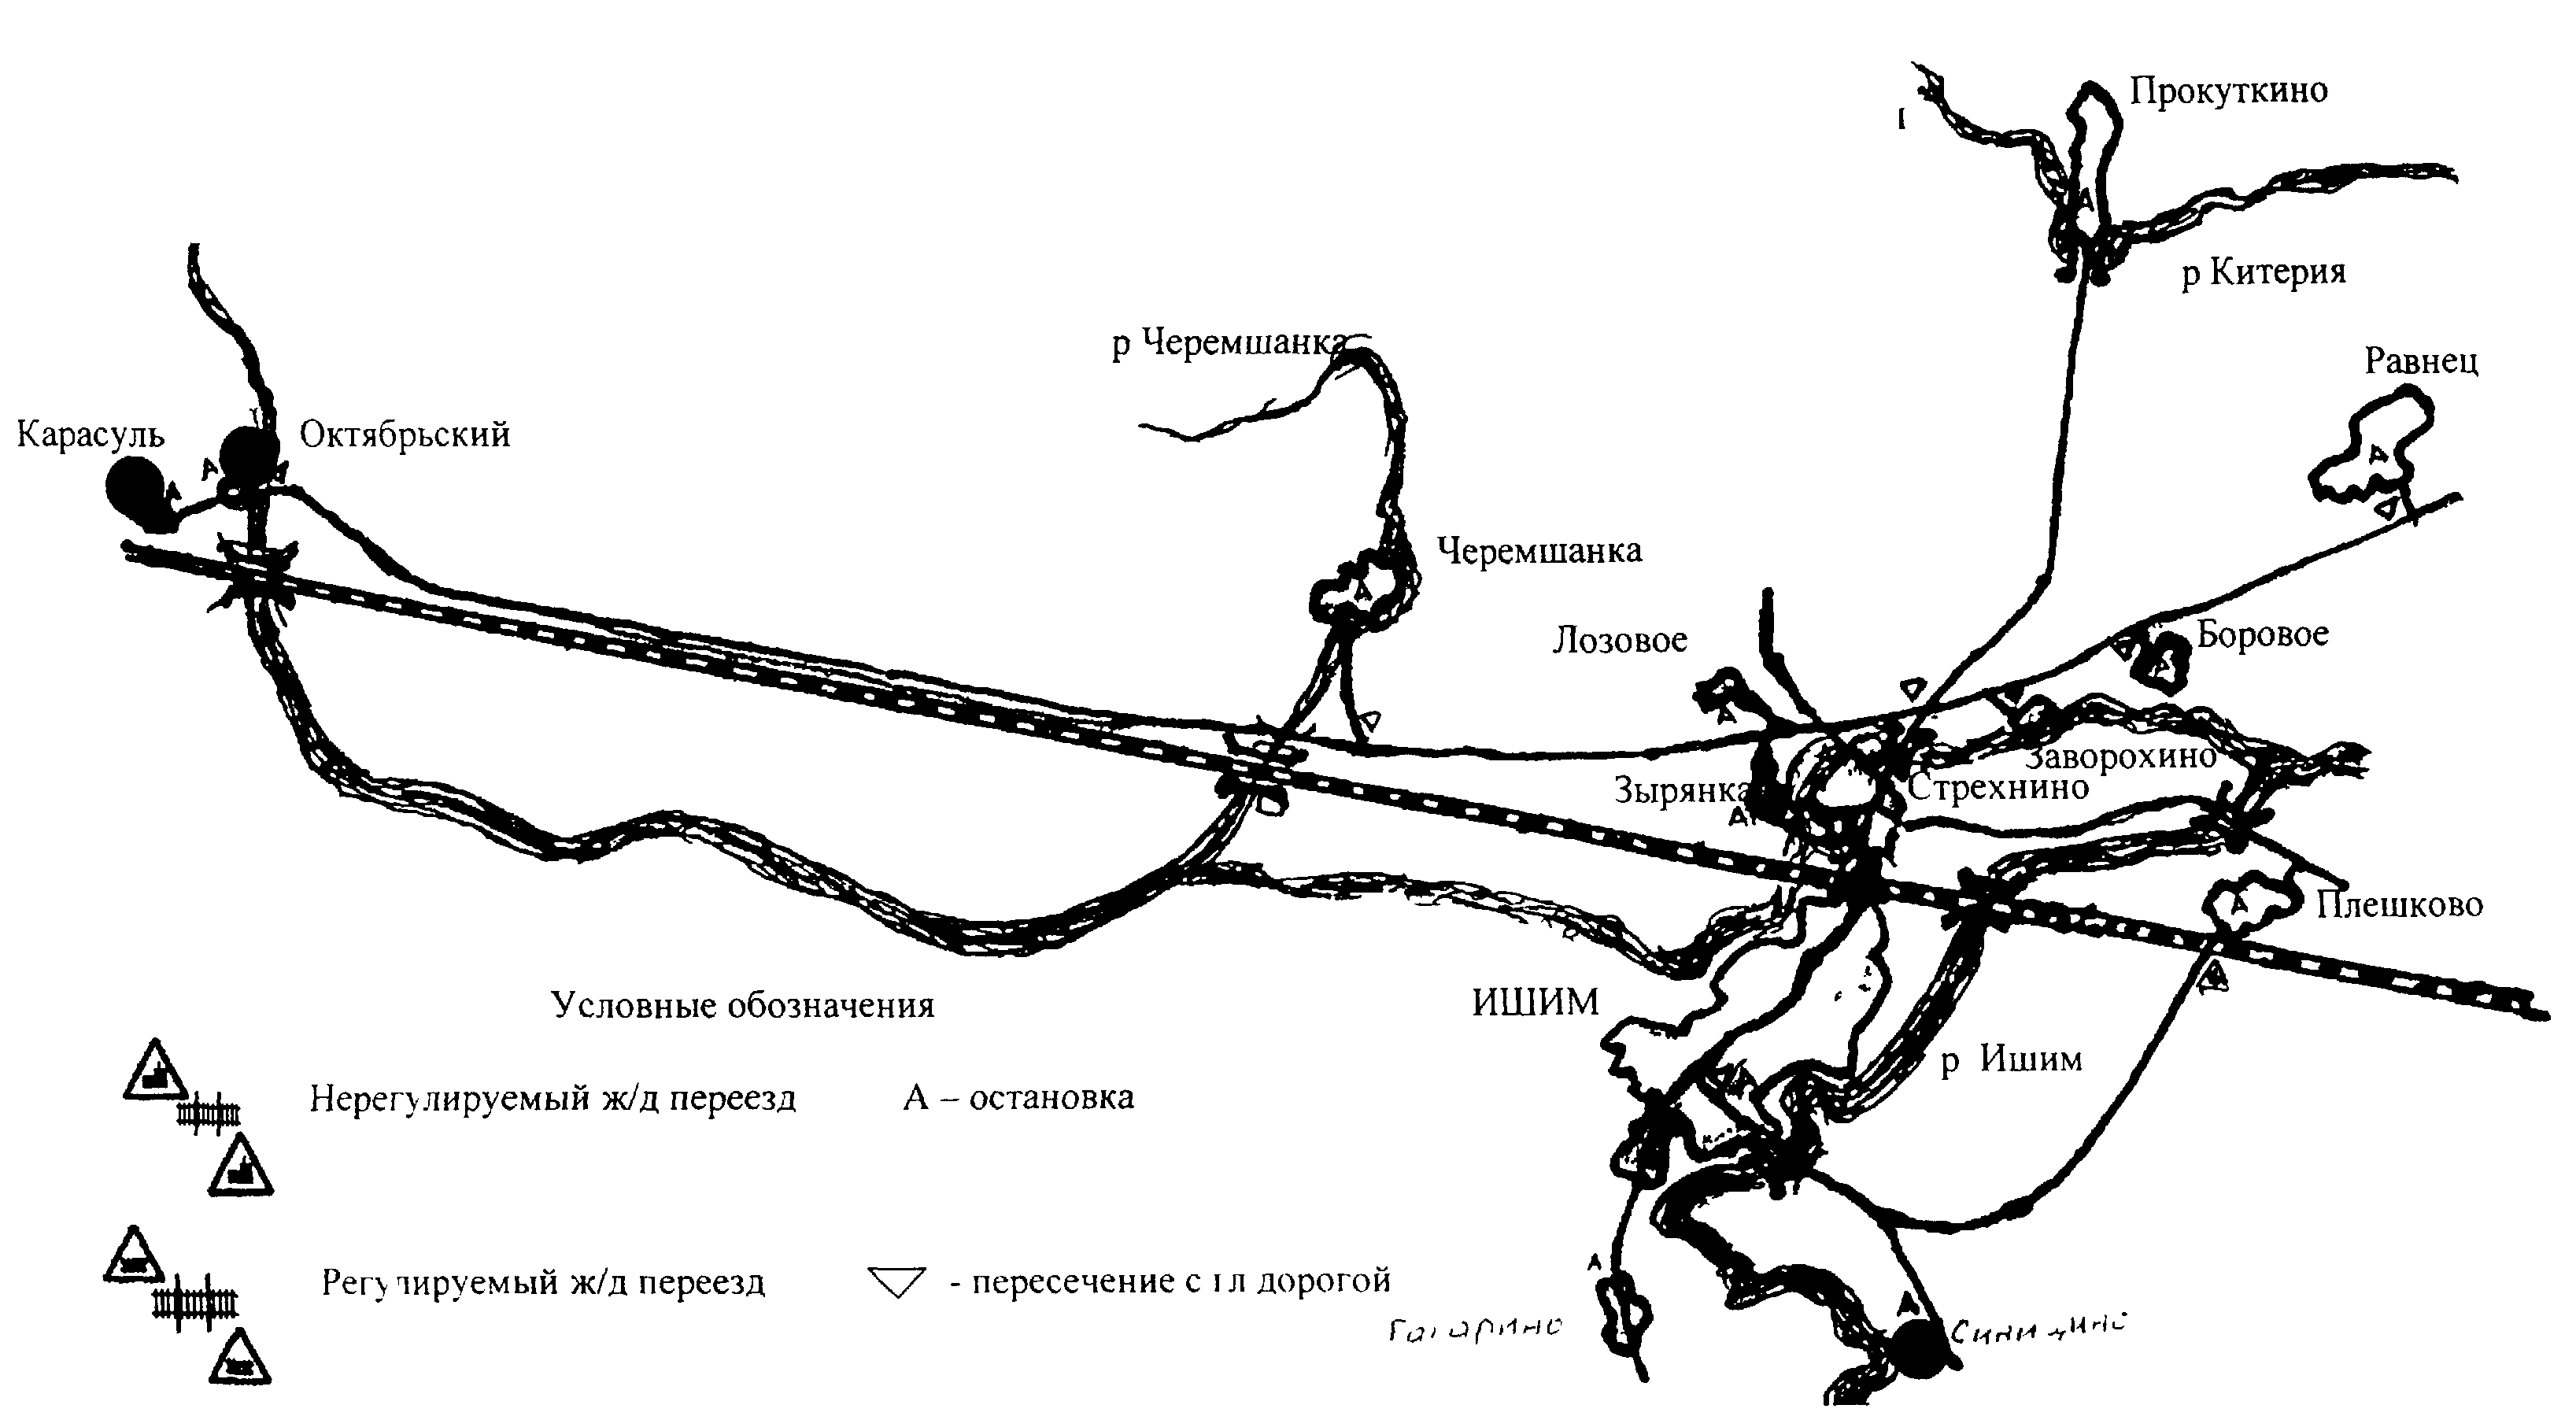 Прокуткино
р Китерия
р Черемшанка
Равнец
Карасуль
Октябрьский
Черемшанка
Лозовое
Боровое
Заворохино
Зырянка
Стрехнино
Плешково
ИШИМ
Условные обозначения
р Ишим
Нерегулируемый ж/д переезд
А – остановка
Регулируемый ж/д переезд
- пересечение с гл дорогой
Гагарино